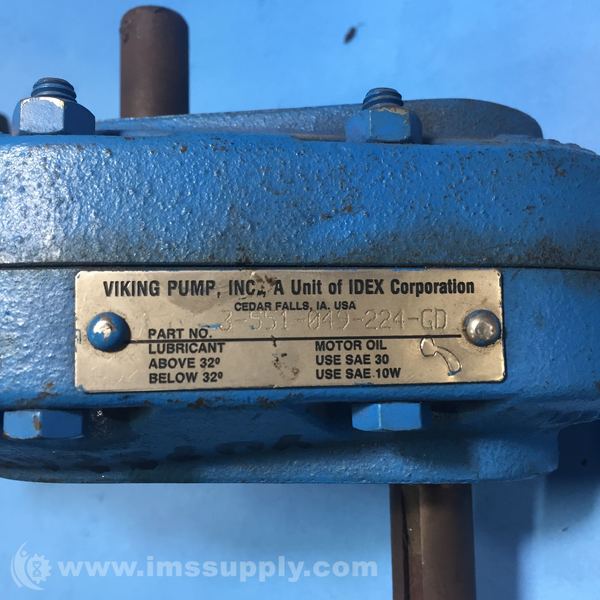 VIKING PUMP, INC., A Unit of IDEX Corporation
CEDAR FALLS, IA. USA
PART NO. 3-551-049-224-GD
LUBRICANT MOTOR OIL
ABOVE 32º USE SAE 30
BELOW 32º USE SAE 10W
© www.imssupply.com/